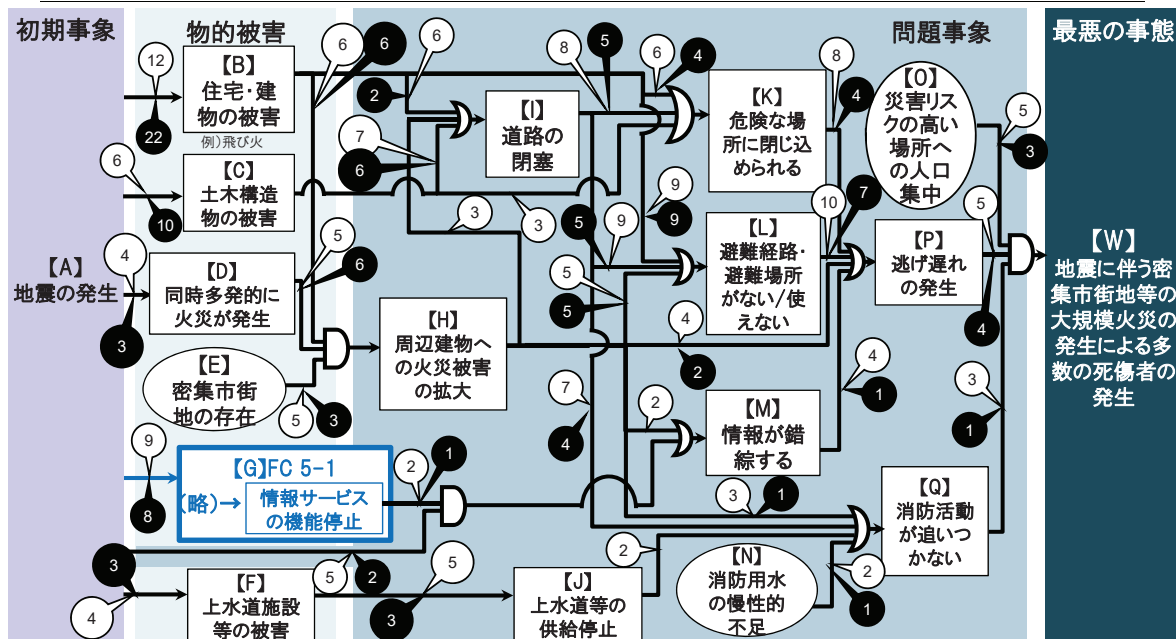 初期事象
物的被害
問題事象
最悪の事態
【A】
地震の発生
【B】
住宅・建
物の被害
例)飛び火
【C】
土木構造
物の被害
【D】
同時多発的に
火災が発生
【E】
密集市街
地の存在
【G】FC 5-1
(略)→
情報サービス
の機能停止
【F】
上水道施設
等の被害
【H】
周辺建物へ
の火災被害
の拡大
【I】
道路の
閉塞
【J】
上水道等の
供給停止
【K】
危険な場
所に閉じ込
められる
【L】
避難経路・
避難場所
がない/使
えない
【M】
情報が錯
綜する
【N】
消防用水
の慢性的
不足
【O】
災害リス
クの高い
場所へ
の人口
集中
【P】
逃げ遅れ
の発生
【Q】
消防活動
が追いつ
かない
【W】
地震に伴う密
集市街地等の
大規模火災の
発生による多
数の死傷者の
発生
12
22
6
10
4
3
9
8
3
4
6
6
6
2
7
6
3
3
5
6
5
3
2
1
5
2
5
3
8
5
6
4
9
9
5
9
5
5
4
2
7
4
2
3
1
2
8
4
10
7
4
1
2
1
5
3
5
4
3
1